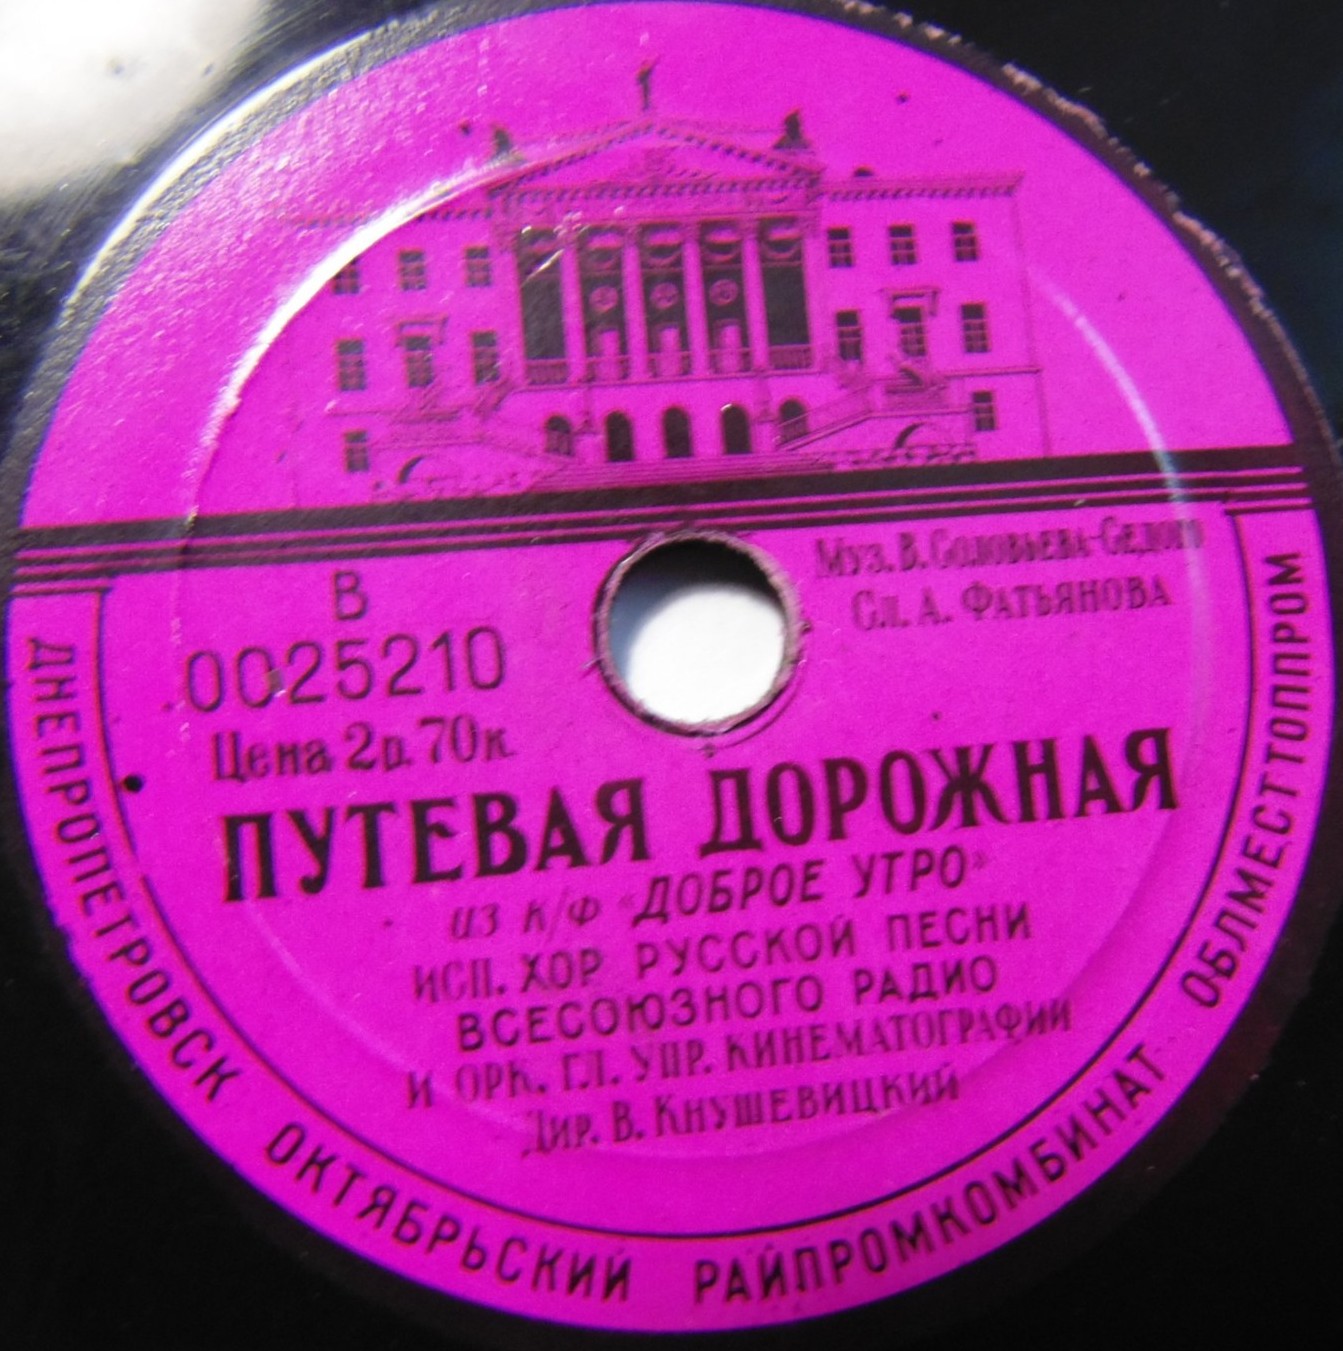 В
0025210
Цена 2р. 70к.
Муз. В. Соловьева-Седого
Сл. А. Фатьянова
ПУТЕВАЯ ДОРОЖНАЯ
из к/ф «ДОБРОЕ УТРО»
исп. ХОР РУССКОЙ ПЕСНИ
ВСЕСОЮЗНОГО РАДИО
И ОРК. ГЛ. УПР. КИНЕМАТОГРАФИИ
Дир. В. Кнушевицкий
ДНЕПРОПЕТРОВСК ОКТЯБРЬСКИЙ РАЙПРОМКОМБИНАТ ОБЛМЕСТТОППРОМ